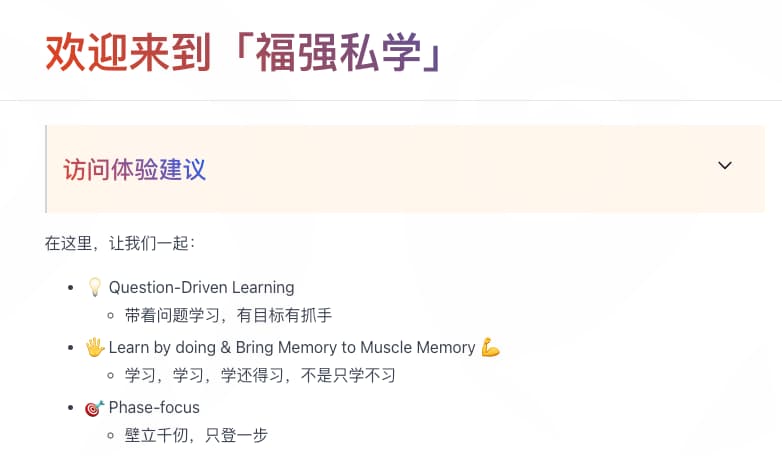 欢迎来到「福强私学」
访问体验建议
在这里，让我们一起：
💡 Question-Driven Learning
带着问题学习，有目标有抓手
🖐 Learn by doing & Bring Memory to Muscle Memory 💪
学习，学习，学还得习，不是只学不习
🎯 Phase-focus
壁立千仞，只登一步